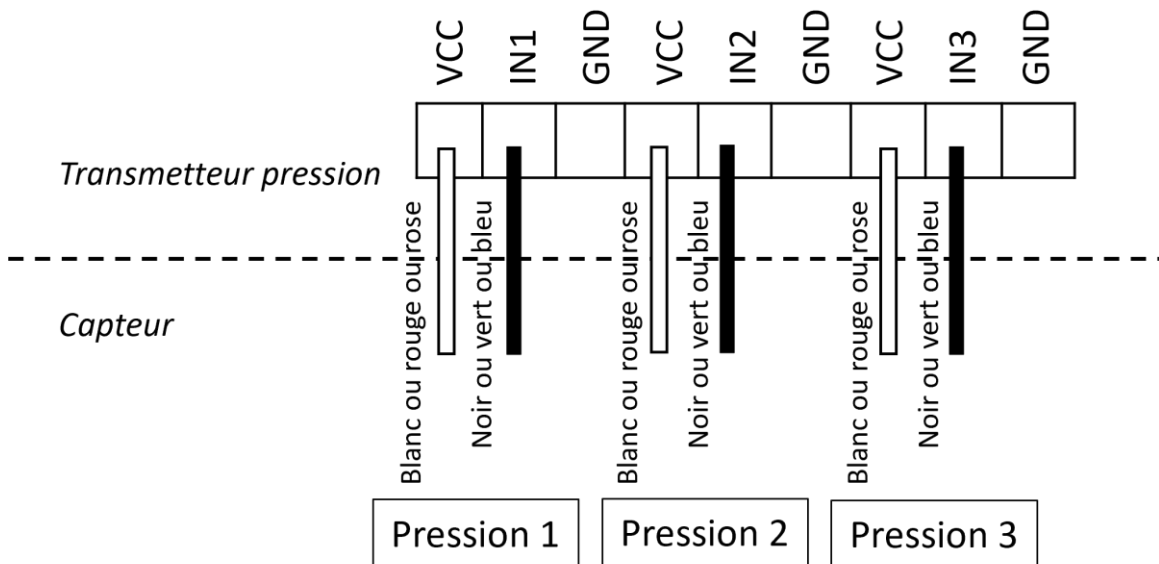 VCC IN1 GND VCC IN2 GND VCC IN3 GND
Transmetteur pression
Blanc ou rouge ou rose
Noir ou vert ou bleu
Blanc ou rouge ou rose
Noir ou vert ou bleu
Blanc ou rouge ou rose
Noir ou vert ou bleu
Capteur
Pression 1
Pression 2
Pression 3